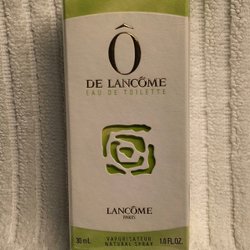 Ô
DE LANCÔME
EAU DE TOILETTE
LANCÔME
PARIS
VAPORISATEUR
NATURAL SPRAY
30 mL 1.0 FL.OZ.